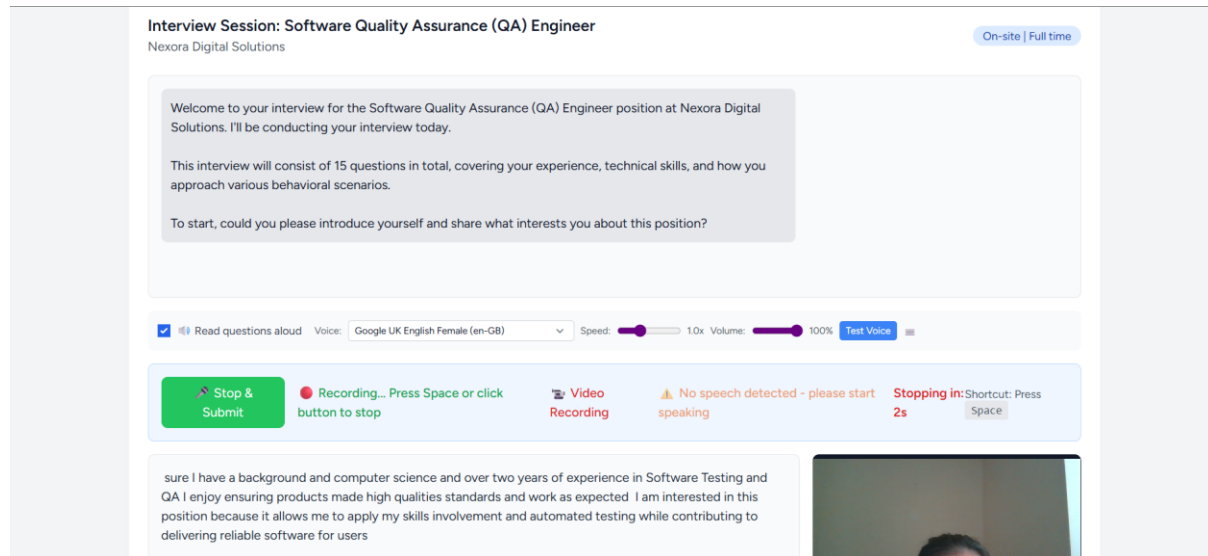 Interview Session: Software Quality Assurance (QA) Engineer
Nexora Digital Solutions
On-site | Full time
Welcome to your interview for the Software Quality Assurance (QA) Engineer position at Nexora Digital
Solutions. I'll be conducting your interview today.
This interview will consist of 15 questions in total, covering your experience, technical skills, and how you
approach various behavioral scenarios.
To start, could you please introduce yourself and share what interests you about this position?
Read questions aloud Voice: Google UK English Female (en-GB) Speed: 1.0x Volume: 100% Test Voice
Stop &
Submit
Recording... Press Space or click
button to stop
Video
Recording
No speech detected - please start
speaking
Stopping in:
2s
Shortcut: Press
Space
sure I have a background and computer science and over two years of experience in Software Testing and
QA I enjoy ensuring products made high qualities standards and work as expected I am interested in this
position because it allows me to apply my skills involvement and automated testing while contributing to
delivering reliable software for users